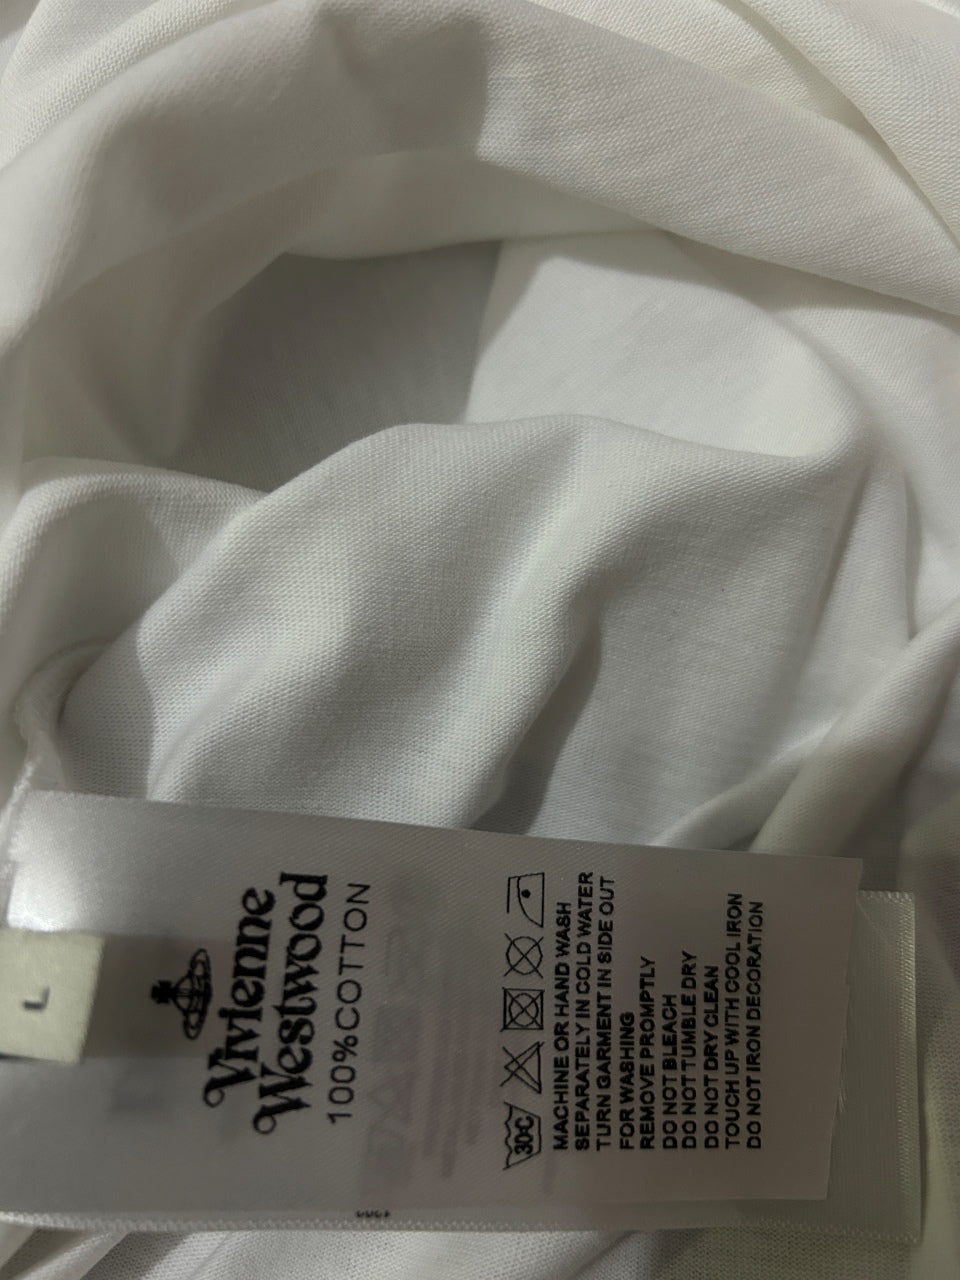 L
Vivienne
Westwood
100%COTTON
30C
MACHINE OR HAND WASH
SEPARATELY IN COLD WATER
TURN GARMENT IN SIDE OUT
FOR WASHING
REMOVE PROMPTLY
DO NOT BLEACH
DO NOT TUMBLE DRY
DO NOT DRY CLEAN
TOUCH UP WITH COOL IRON
DO NOT IRON DECORATION